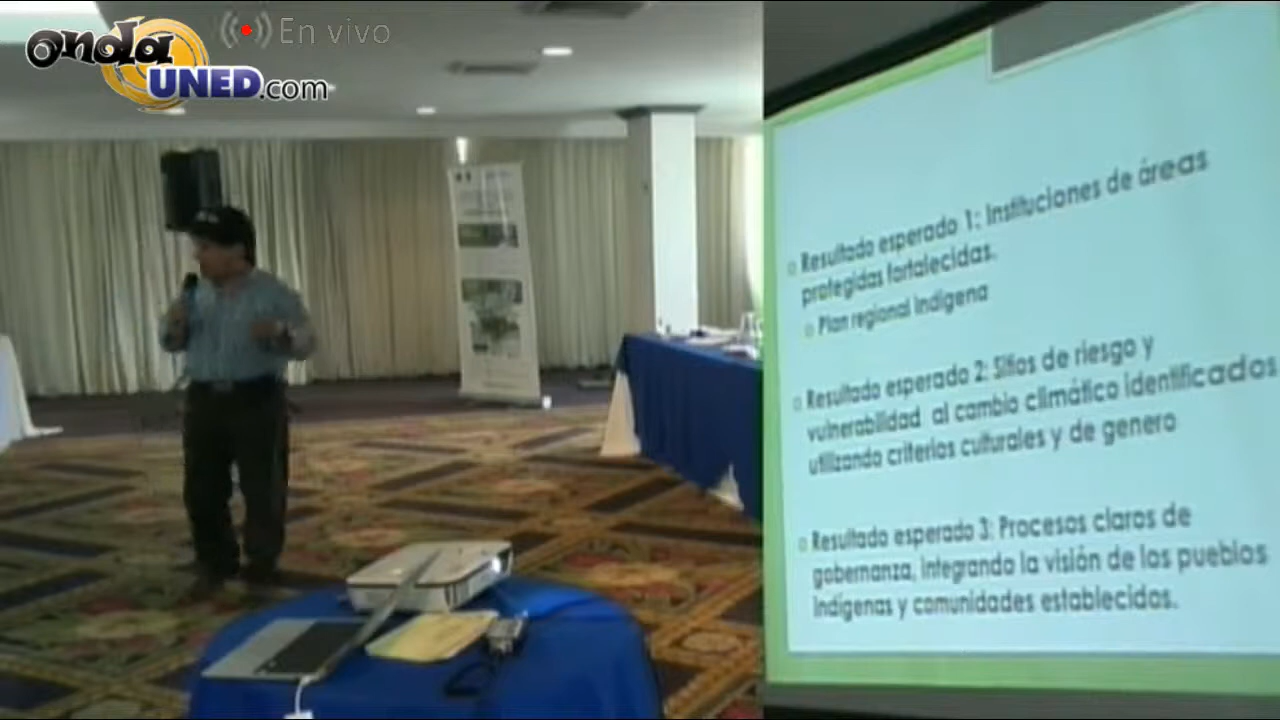 onda
UNED.com
En vivo
Resultado esperado 1: Instituciones de áreas
protegidas fortalecidas.
Plan regional indígena
Resultado esperado 2: Sitios de riesgo y
vulnerabilidad al cambio climático identificados
utilizando criterios culturales y de genero
Resultado esperado 3: Procesos claros de
gobernanza, integrando la visión de los pueblos
indígenas y comunidades establecidos.